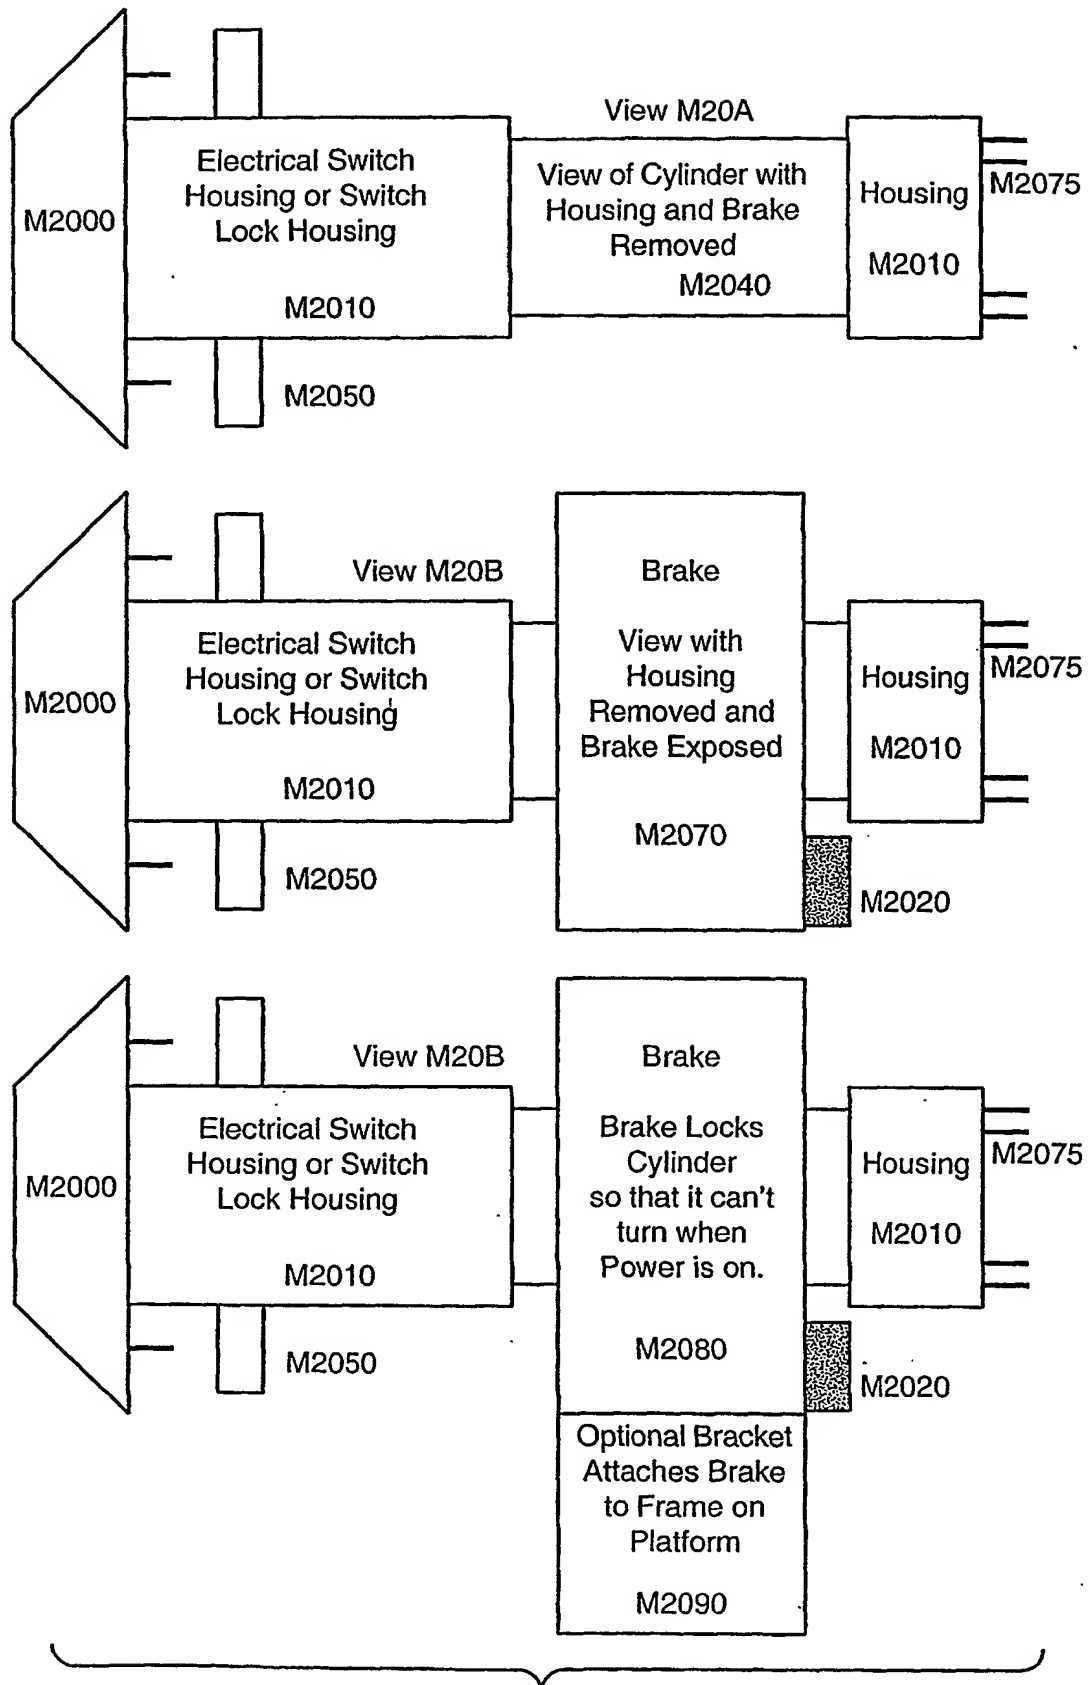 View M20A
M2000
Electrical Switch
Housing or Switch
Lock Housing
M2010
View of Cylinder with
Housing and Brake
Removed
M2040
Housing
M2010
M2075
M2050
View M20B
M2000
Electrical Switch
Housing or Switch
Lock Housing
M2010
Brake
View with
Housing
Removed and
Brake Exposed
M2070
Housing
M2010
M2075
M2050
M2020
View M20B
M2000
Electrical Switch
Housing or Switch
Lock Housing
M2010
Brake
Brake Locks
Cylinder
so that it can't
turn when
Power is on.
M2080
Housing
M2010
M2075
M2050
M2020
Optional Bracket
Attaches Brake
to Frame on
Platform
M2090